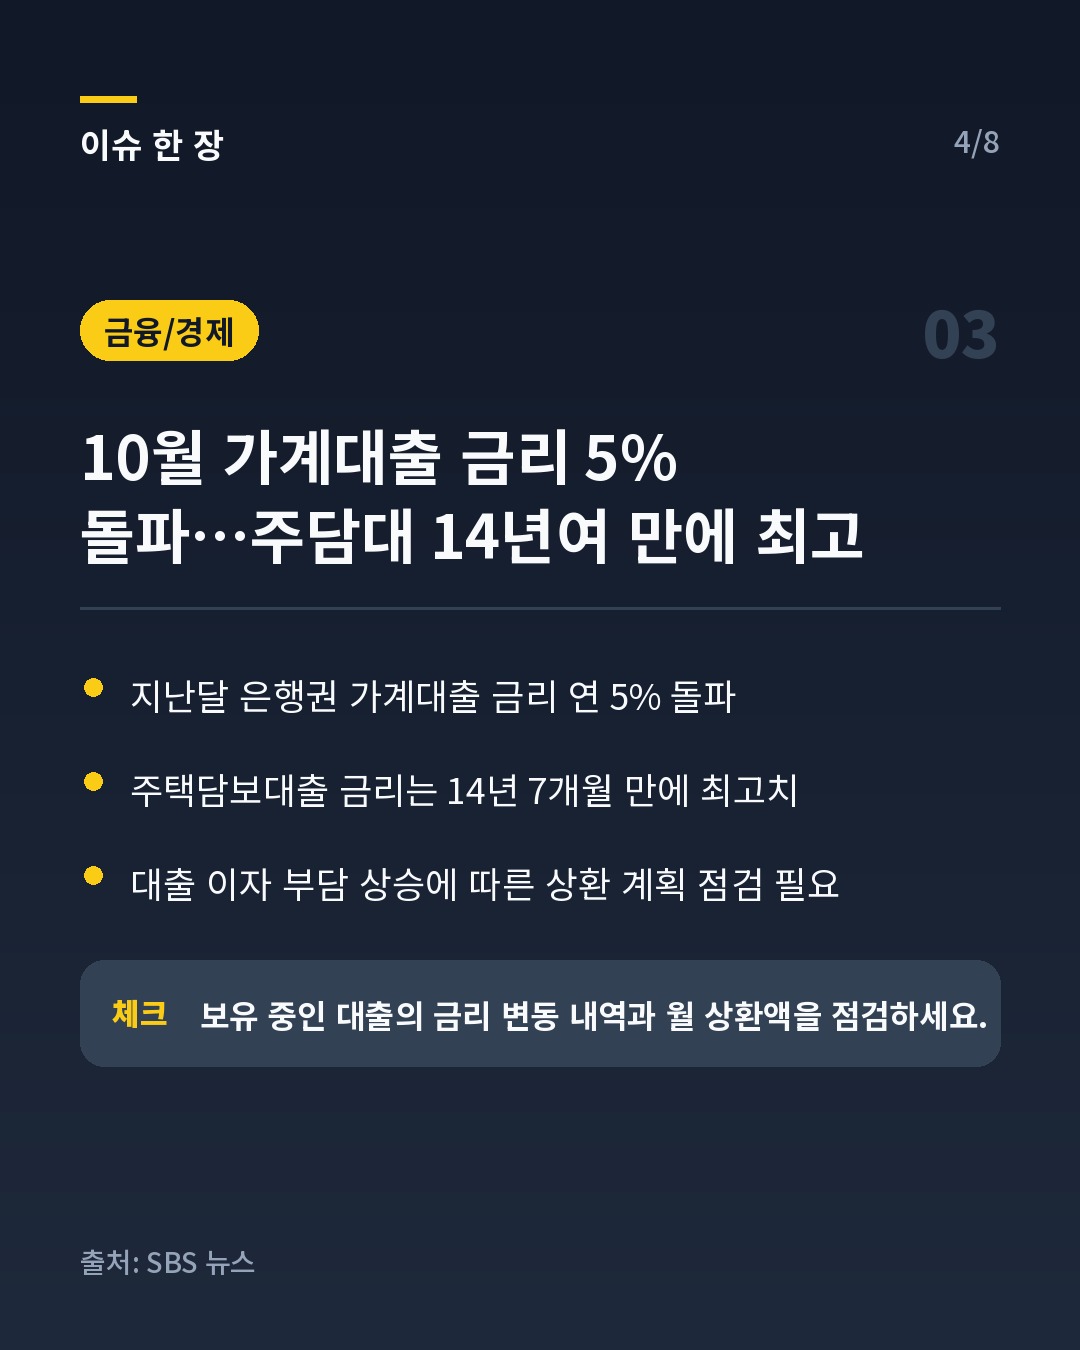 이슈 한 장
4/8
금융/경제
03
10월 가계대출 금리 5%
돌파…주담대 14년여 만에 최고
지난달 은행권 가계대출 금리 연 5% 돌파
주택담보대출 금리는 14년 7개월 만에 최고치
대출 이자 부담 상승에 따른 상환 계획 점검 필요
체크 보유 중인 대출의 금리 변동 내역과 월 상환액을 점검하세요.
출처: SBS 뉴스